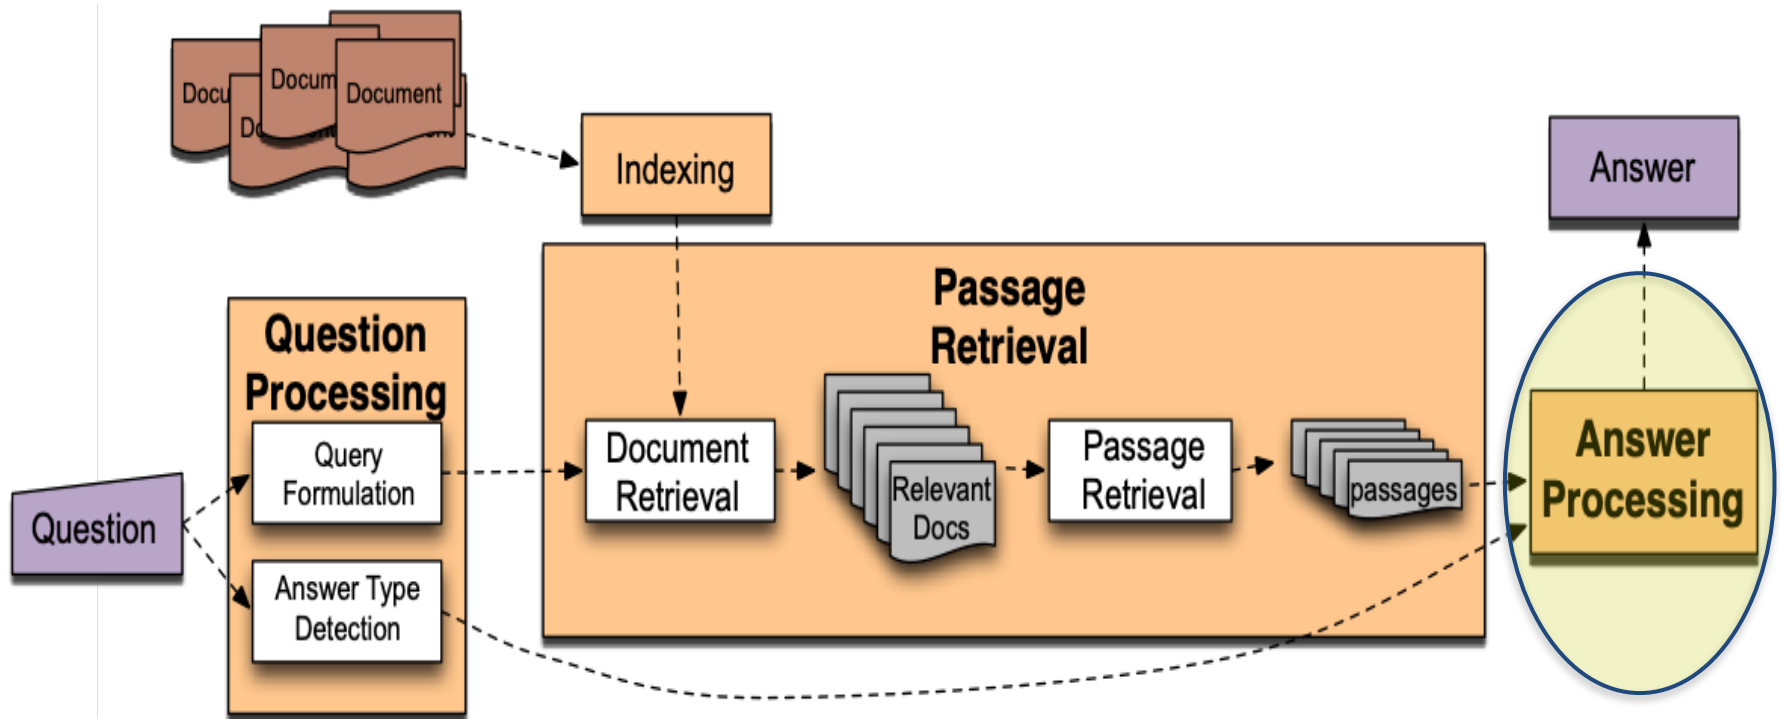 Docu
Docum
Document
Indexing
Answer
Passage
Retrieval
Question
Processing
Query
Formulation
Document
Retrieval
Relevant
Docs
Passage
Retrieval
passages
Answer
Processing
Question
Answer Type
Detection